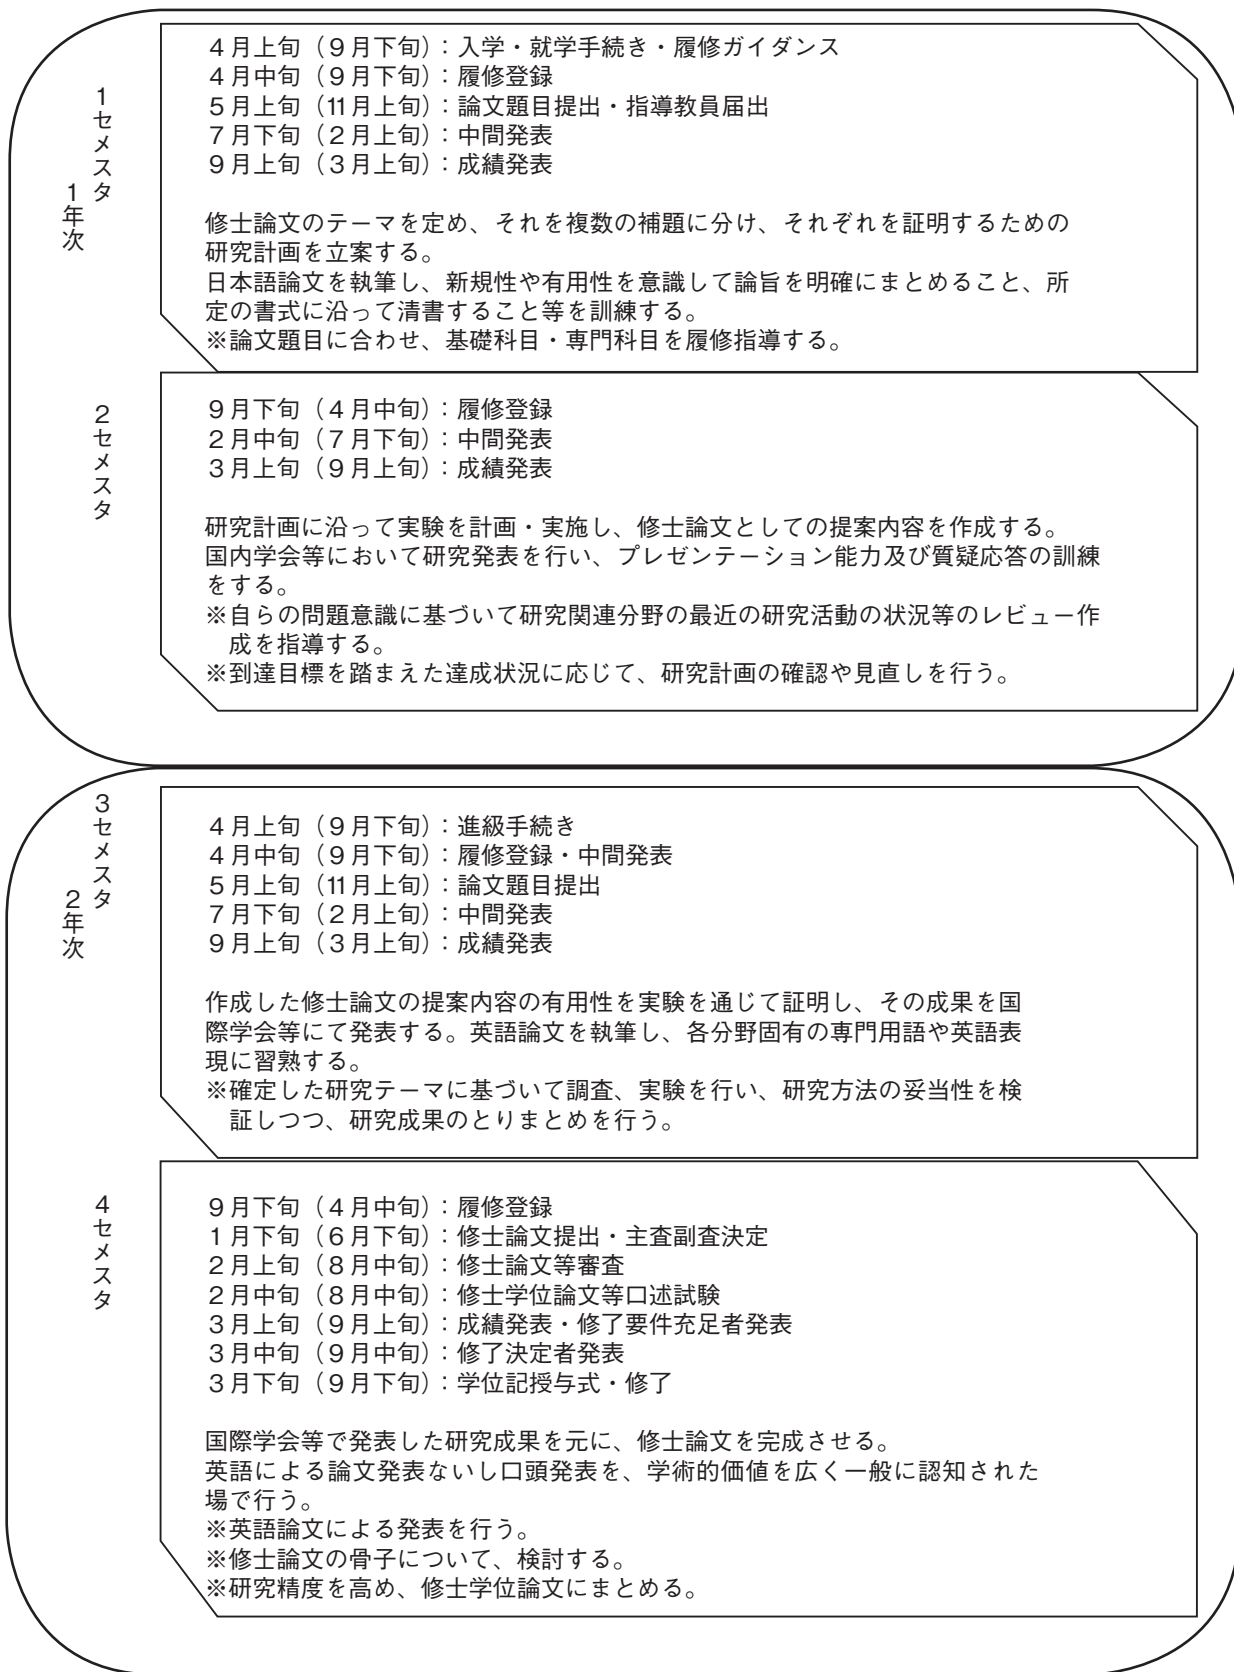 1年次
1セメスタ
4月上旬（9月下旬）：入学・就学手続き・履修ガイダンス
4月中旬（9月下旬）：履修登録
5月上旬（11月上旬）：論文題目提出・指導教員届出
7月下旬（2月上旬）：中間発表
9月上旬（3月上旬）：成績発表
修士論文のテーマを定め、それを複数の補題に分け、それぞれを証明するための
研究計画を立案する。
日本語論文を執筆し、新規性や有用性を意識して論旨を明確にまとめること、所
定の書式に沿って清書すること等を訓練する。
※論文題目に合わせ、基礎科目・専門科目を履修指導する。
2セメスタ
9月下旬（4月中旬）：履修登録
2月中旬（7月下旬）：中間発表
3月上旬（9月上旬）：成績発表
研究計画に沿って実験を計画・実施し、修士論文としての提案内容を作成する。
国内学会等において研究発表を行い、プレゼンテーション能力及び質疑応答の訓練
をする。
※自らの問題意識に基づいて研究関連分野の最近の研究活動の状況等のレビュー作
成を指導する。
※到達目標を踏まえた達成状況に応じて、研究計画の確認や見直しを行う。
2年次
3セメスタ
4月上旬（9月下旬）：進級手続き
4月中旬（9月下旬）：履修登録・中間発表
5月上旬（11月上旬）：論文題目提出
7月下旬（2月上旬）：中間発表
9月上旬（3月上旬）：成績発表
作成した修士論文の提案内容の有用性を実験を通じて証明し、その成果を国
際学会等にて発表する。英語論文を執筆し、各分野固有の専門用語や英語表
現に習熟する。
※確定した研究テーマに基づいて調査、実験を行い、研究方法の妥当性を検
証しつつ、研究成果のとりまとめを行う。
4セメスタ
9月下旬（4月中旬）：履修登録
1月下旬（6月下旬）：修士論文提出・主査副査決定
2月上旬（8月中旬）：修士論文等審査
2月中旬（8月中旬）：修士学位論文等口述試験
3月上旬（9月上旬）：成績発表・修了要件充足者発表
3月中旬（9月中旬）：修了決定者発表
3月下旬（9月下旬）：学位記授与式・修了
国際学会等で発表した研究成果を元に、修士論文を完成させる。
英語による論文発表ないし口頭発表を、学術的価値を広く一般に認知された
場で行う。
※英語論文による発表を行う。
※修士論文の骨子について、検討する。
※研究精度を高め、修士学位論文にまとめる。